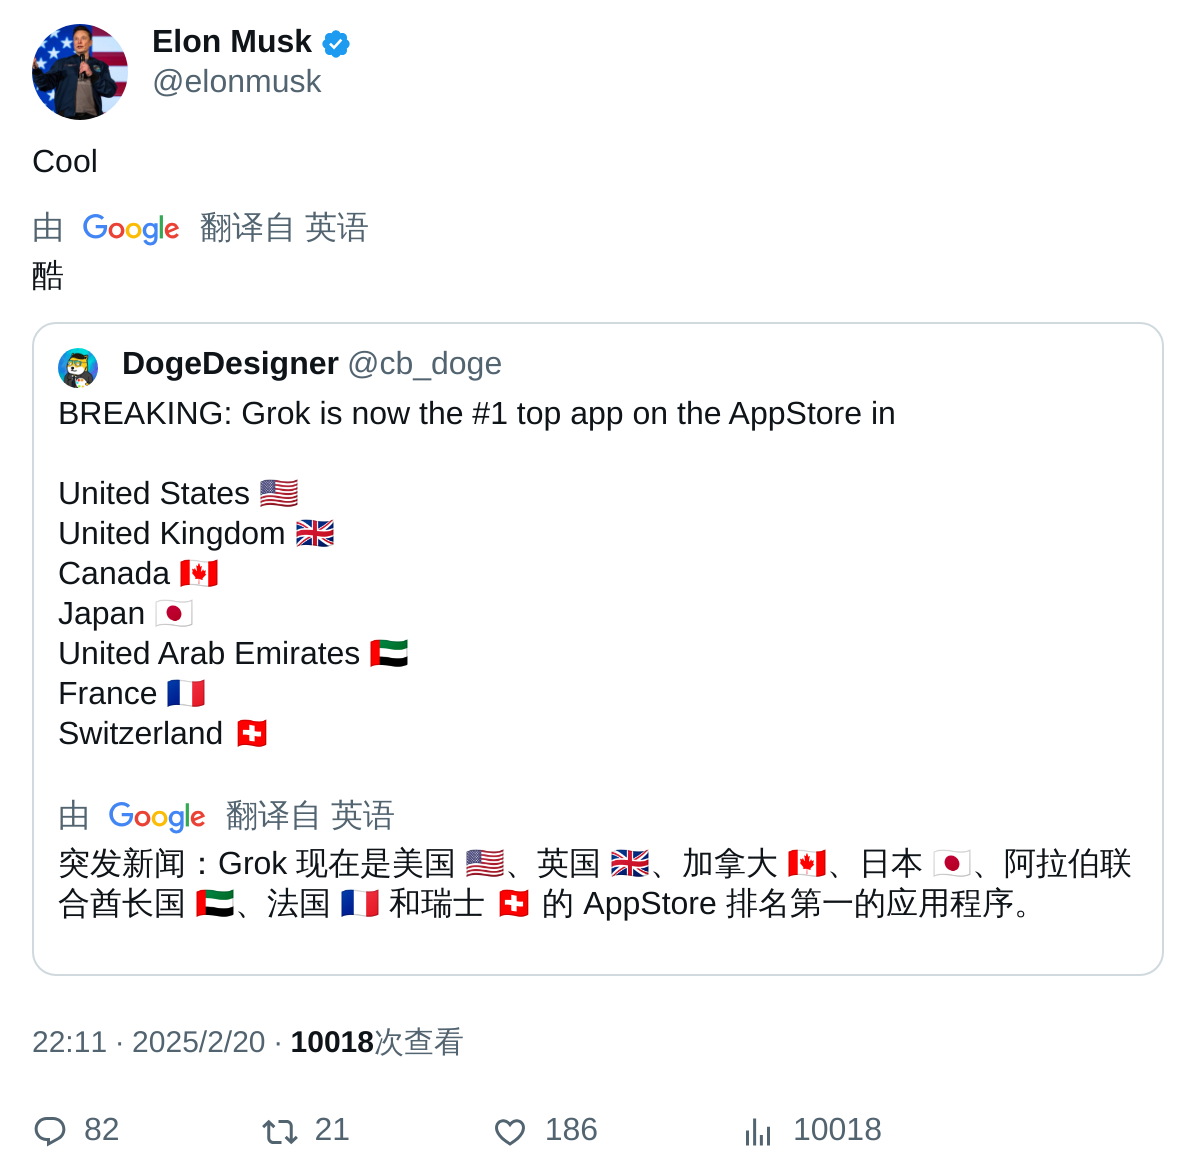 Elon Musk
@elonmusk
Cool
由 Google 翻译自 英语
酷
DogeDesigner @cb_doge
BREAKING: Grok is now the #1 top app on the AppStore in
United States 🇺🇸
United Kingdom 🇬🇧
Canada 🇨🇦
Japan 🇯🇵
United Arab Emirates 🇦🇪
France 🇫🇷
Switzerland 🇨🇭
由 Google 翻译自 英语
突发新闻：Grok 现在是美国 🇺🇸、英国 🇬🇧、加拿大 🇨🇦、日本 🇯🇵、阿拉伯联
合酋长国 🇦🇪、法国 🇫🇷 和瑞士 🇨🇭 的 AppStore 排名第一的应用程序。
22:11 · 2025/2/20 · 10018次查看
82 21 186 10018